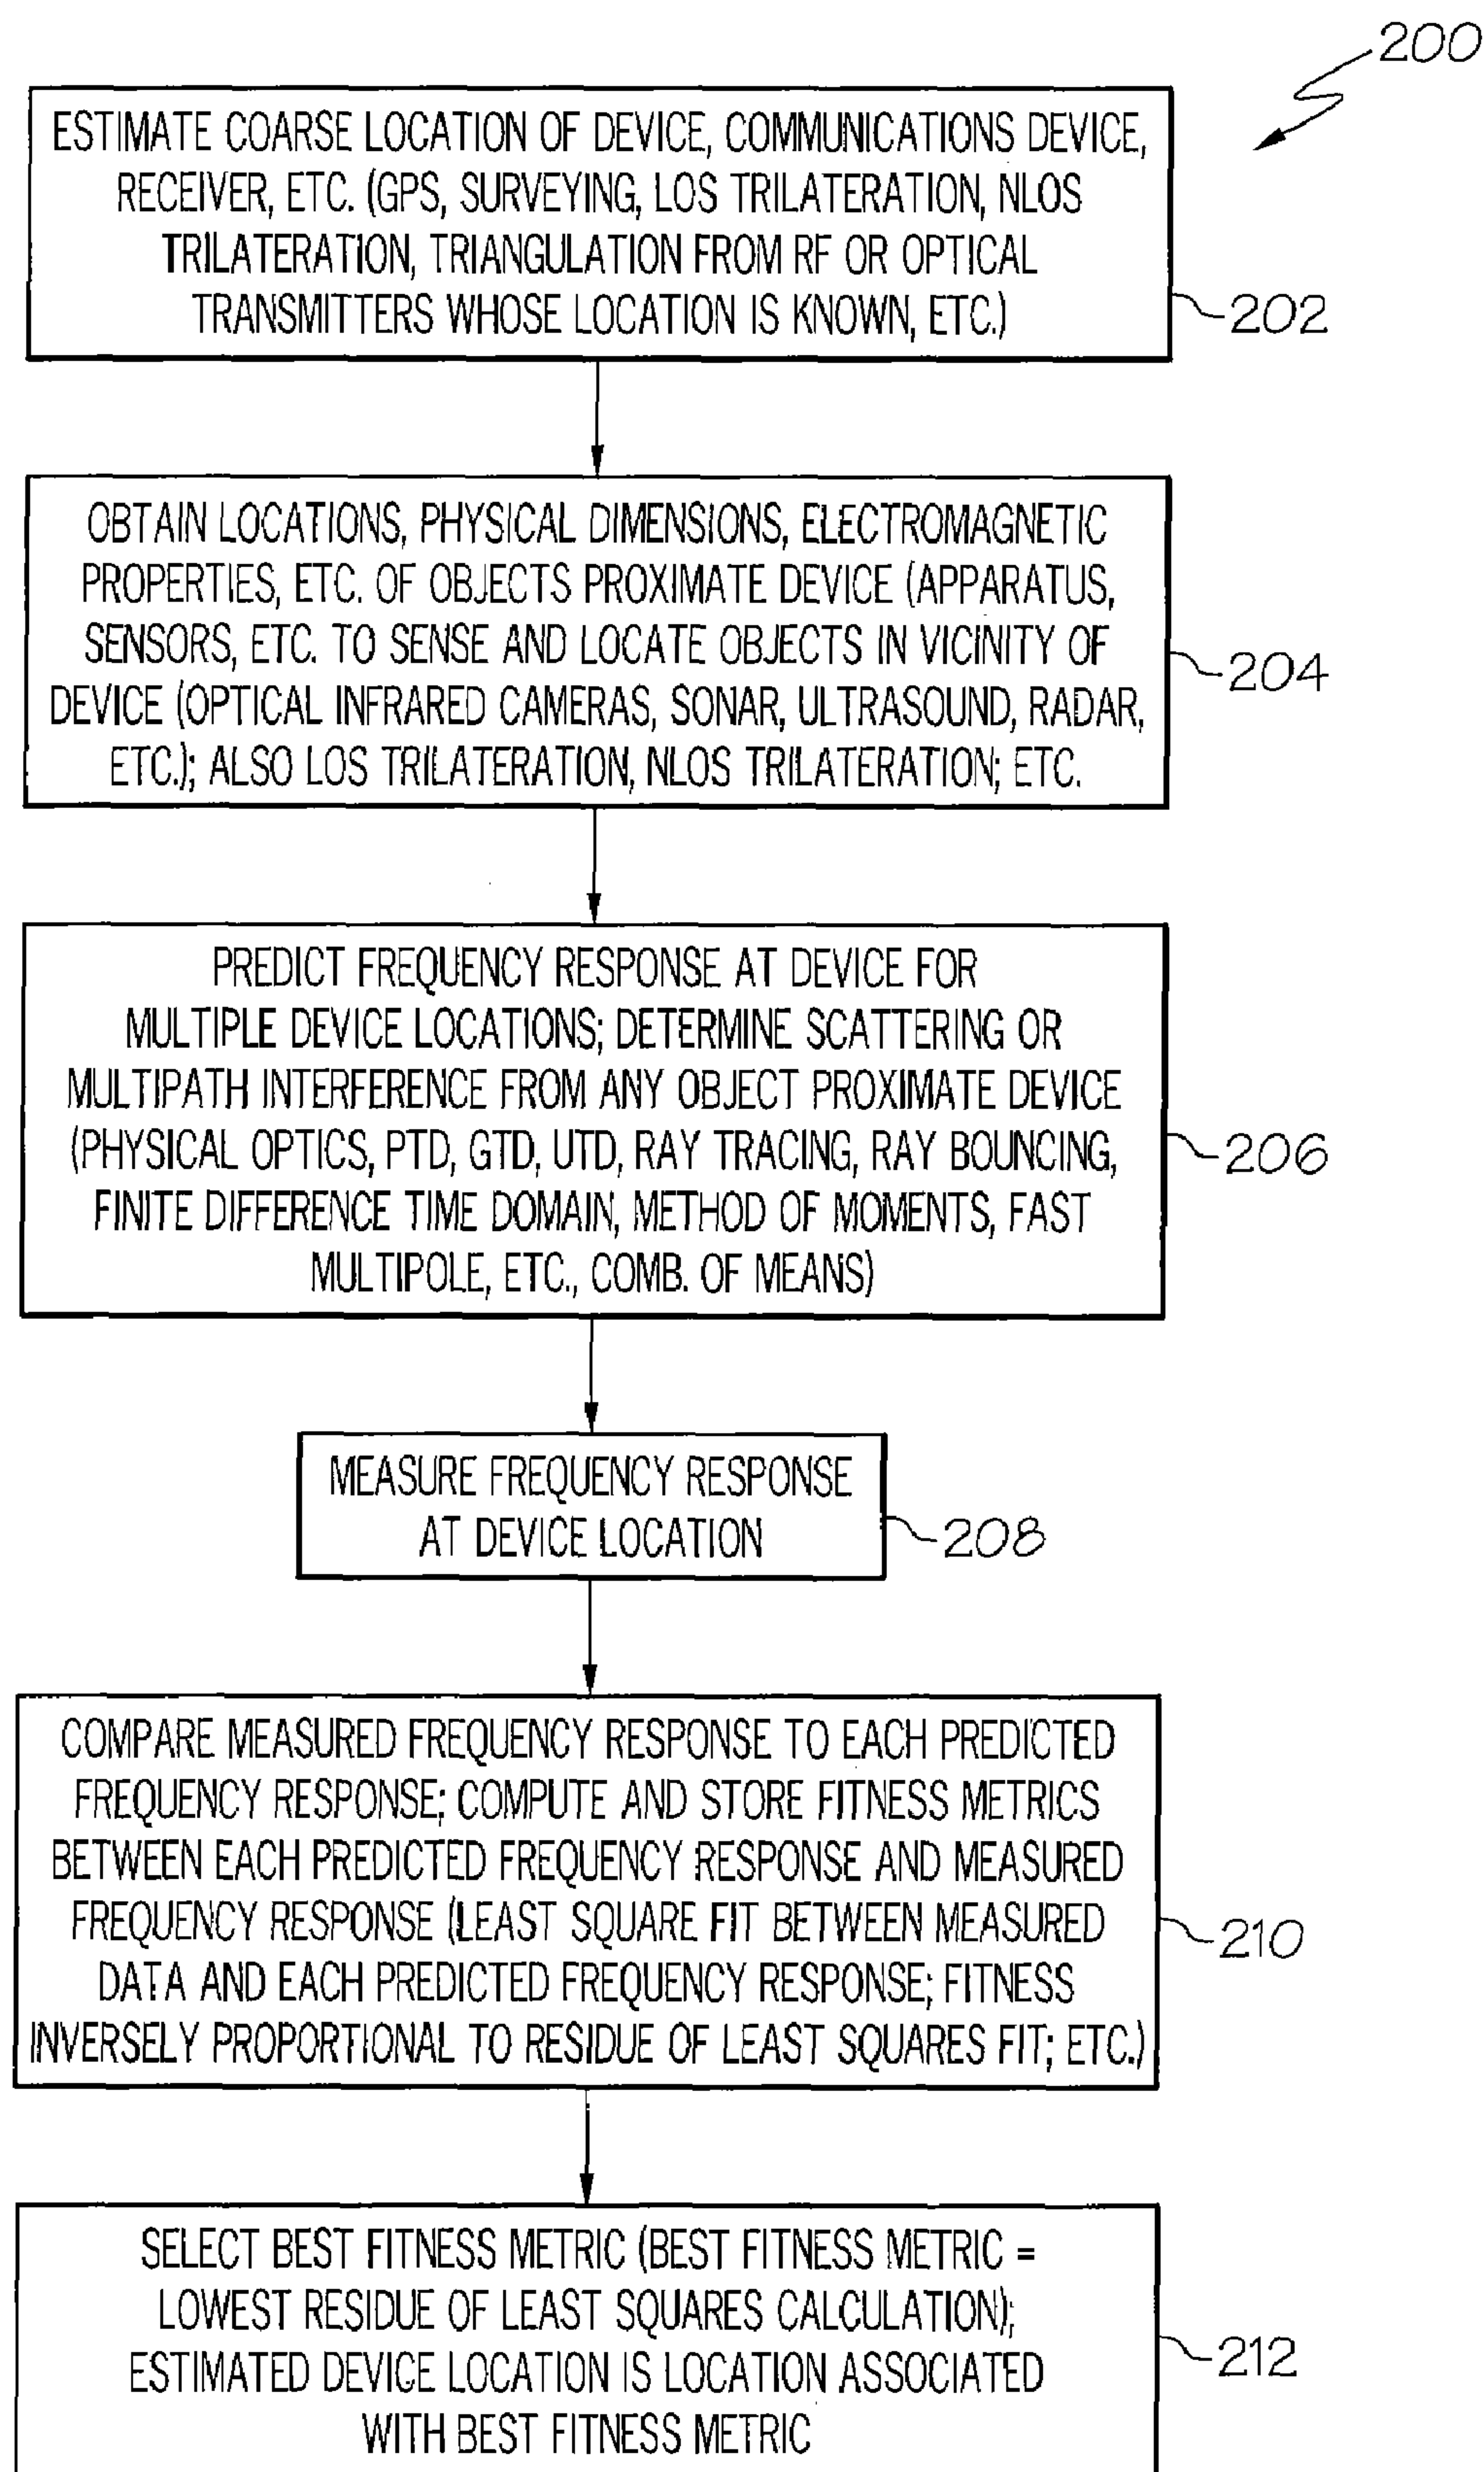 200
ESTIMATE COARSE LOCATION OF DEVICE, COMMUNICATIONS DEVICE,
RECEIVER, ETC. (GPS, SURVEYING, LOS TRILATERATION, NLOS
TRILATERATION, TRIANGULATION FROM RF OR OPTICAL
TRANSMITTERS WHOSE LOCATION IS KNOWN, ETC.)
202
OBTAIN LOCATIONS, PHYSICAL DIMENSIONS, ELECTROMAGNETIC
PROPERTIES, ETC. OF OBJECTS PROXIMATE DEVICE (APPARATUS,
SENSORS, ETC. TO SENSE AND LOCATE OBJECTS IN VICINITY OF
DEVICE (OPTICAL INFRARED CAMERAS, SONAR, ULTRASOUND, RADAR,
ETC.); ALSO LOS TRILATERATION, NLOS TRILATERATION; ETC.
204
PREDICT FREQUENCY RESPONSE AT DEVICE FOR
MULTIPLE DEVICE LOCATIONS; DETERMINE SCATTERING OR
MULTIPATH INTERFERENCE FROM ANY OBJECT PROXIMATE DEVICE
(PHYSICAL OPTICS, PTD, GTD, UTD, RAY TRACING, RAY BOUNCING,
FINITE DIFFERENCE TIME DOMAIN, METHOD OF MOMENTS, FAST
MULTIPOLE, ETC., COMB. OF MEANS)
206
MEASURE FREQUENCY RESPONSE
AT DEVICE LOCATION
208
COMPARE MEASURED FREQUENCY RESPONSE TO EACH PREDICTED
FREQUENCY RESPONSE; COMPUTE AND STORE FITNESS METRICS
BETWEEN EACH PREDICTED FREQUENCY RESPONSE AND MEASURED
FREQUENCY RESPONSE (LEAST SQUARE FIT BETWEEN MEASURED
DATA AND EACH PREDICTED FREQUENCY RESPONSE; FITNESS
INVERSELY PROPORTIONAL TO RESIDUE OF LEAST SQUARES FIT; ETC.)
210
SELECT BEST FITNESS METRIC (BEST FITNESS METRIC =
LOWEST RESIDUE OF LEAST SQUARES CALCULATION);
ESTIMATED DEVICE LOCATION IS LOCATION ASSOCIATED
WITH BEST FITNESS METRIC
212